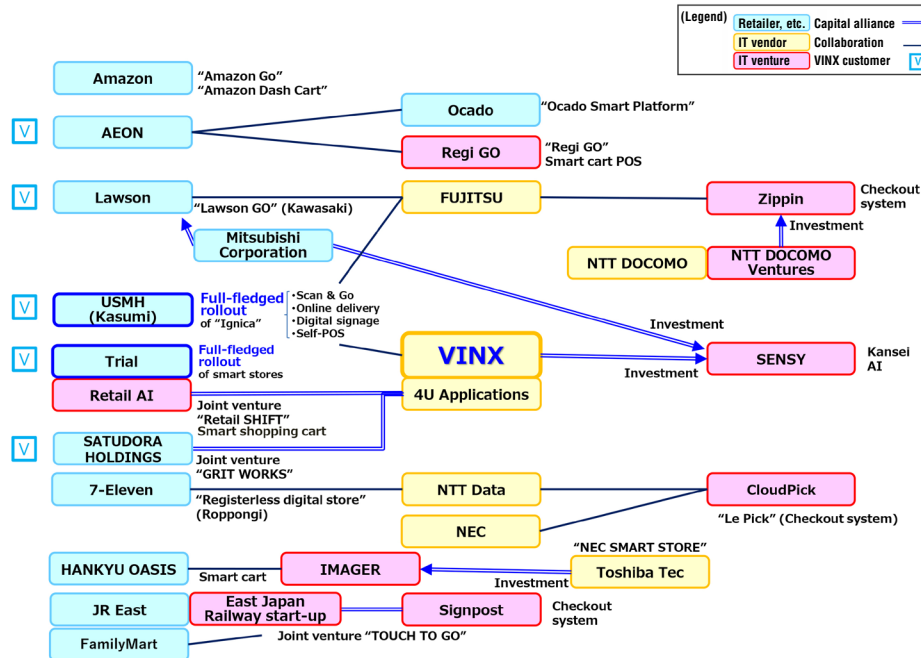 (Legend)
Retailer, etc.
Capital alliance
IT vendor
Collaboration
IT venture
VINX customer
V
Amazon
“Amazon Go”
“Amazon Dash Cart”
V
AEON
Ocado
“Ocado Smart Platform”
Regi GO
“Regi GO”
Smart cart POS
V
Lawson
“Lawson GO” (Kawasaki)
FUJITSU
Zippin
Checkout
system
Mitsubishi
Corporation
Investment
NTT DOCOMO
NTT DOCOMO
Ventures
V
USMH
(Kasumi)
Full-fledged
rollout
of “Ignica”
•Scan & Go
•Online delivery
•Digital signage
•Self-POS
Investment
V
Trial
Full-fledged
rollout
of smart stores
VINX
Investment
SENSY
Kansei
AI
Retail AI
Joint venture
“Retail SHIFT”
Smart shopping cart
4U Applications
V
SATUDORA
HOLDINGS
Joint venture
“GRIT WORKS”
7-Eleven
“Registerless digital store”
(Roppongi)
NTT Data
CloudPick
“Le Pick” (Checkout system)
NEC
“NEC SMART STORE”
HANKYU OASIS
Smart cart
IMAGER
Investment
Toshiba Tec
JR East
East Japan
Railway start-up
Signpost
Checkout
system
FamilyMart
Joint venture “TOUCH TO GO”